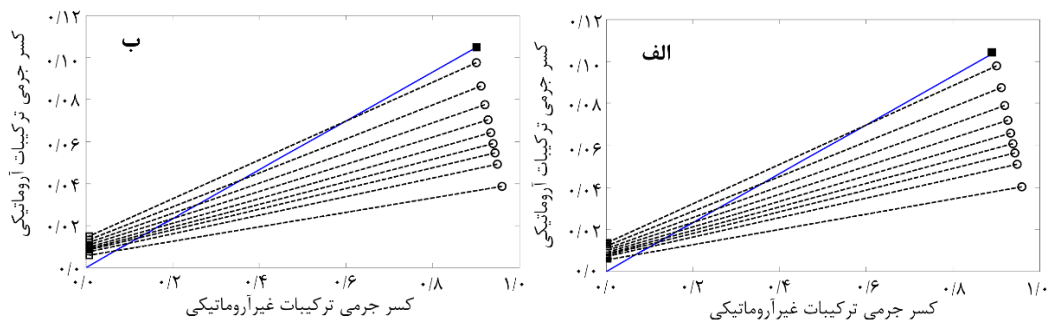 ب
کسر جرمی ترکیبات آروماتیکی
۰/۱۲
۰/۱۰
۰/۰۸
۰/۰۶
۰/۰۴
۰/۰۲
۰/۰
۰/۰ ۰/۲ ۰/۴ ۰/۶ ۰/۸ ۱/۰
کسر جرمی ترکیبات غیرآروماتیکی
الف
کسر جرمی ترکیبات آروماتیکی
۰/۱۲
۰/۱۰
۰/۰۸
۰/۰۶
۰/۰۴
۰/۰۲
۰/۰
۰/۰ ۰/۲ ۰/۴ ۰/۶ ۰/۸ ۱/۰
کسر جرمی ترکیبات غیرآروماتیکی